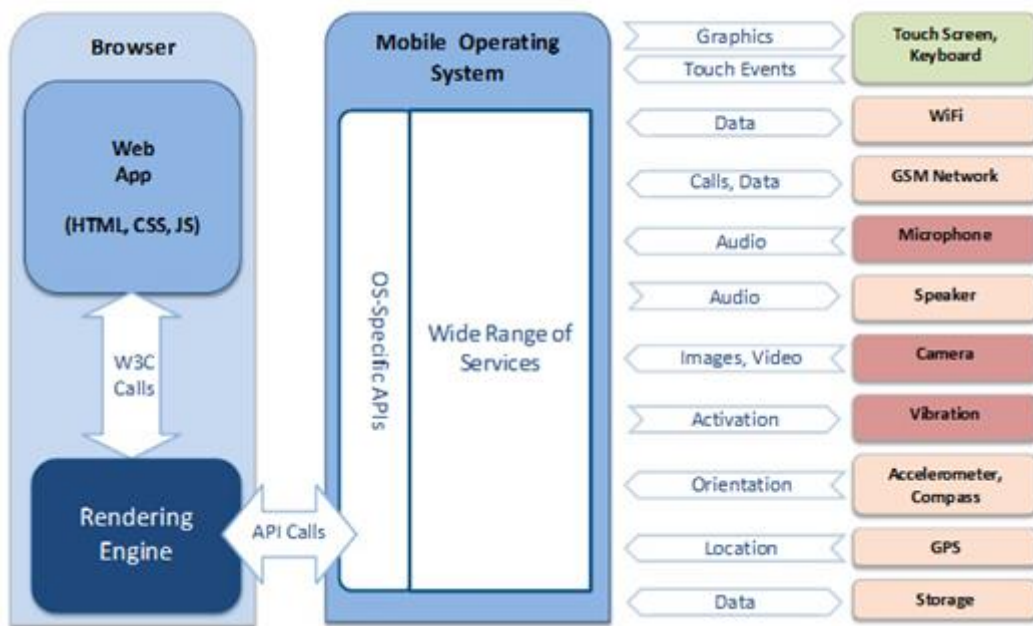 Browser
Web
App
(HTML, CSS, JS)
W3C
Calls
Rendering
Engine
API Calls
Mobile Operating
System
OS-Specific APIs
Wide Range of
Services
Graphics
Touch Events
Touch Screen,
Keyboard
Data
WiFi
Calls, Data
GSM Network
Audio
Microphone
Audio
Speaker
Images, Video
Camera
Activation
Vibration
Orientation
Accelerometer,
Compass
Location
GPS
Data
Storage